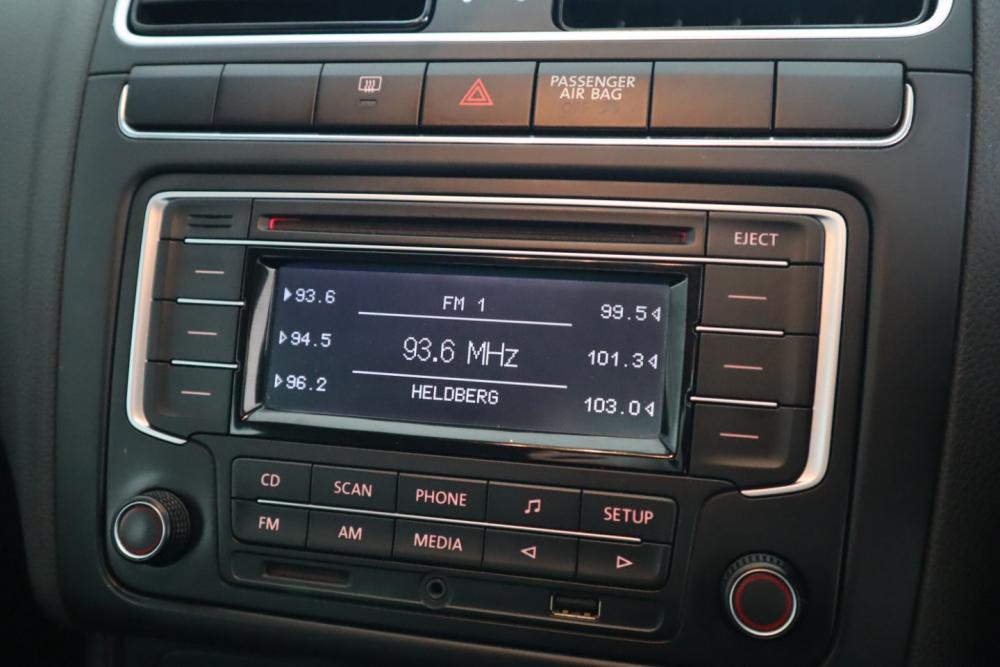 PASSENGER
AIR BAG
EJECT
93.6 FM 1 99.5
94.5 93.6 MHz 101.3
96.2 HELDBERG 103.0
CD SCAN PHONE SETUP
FM AM MEDIA